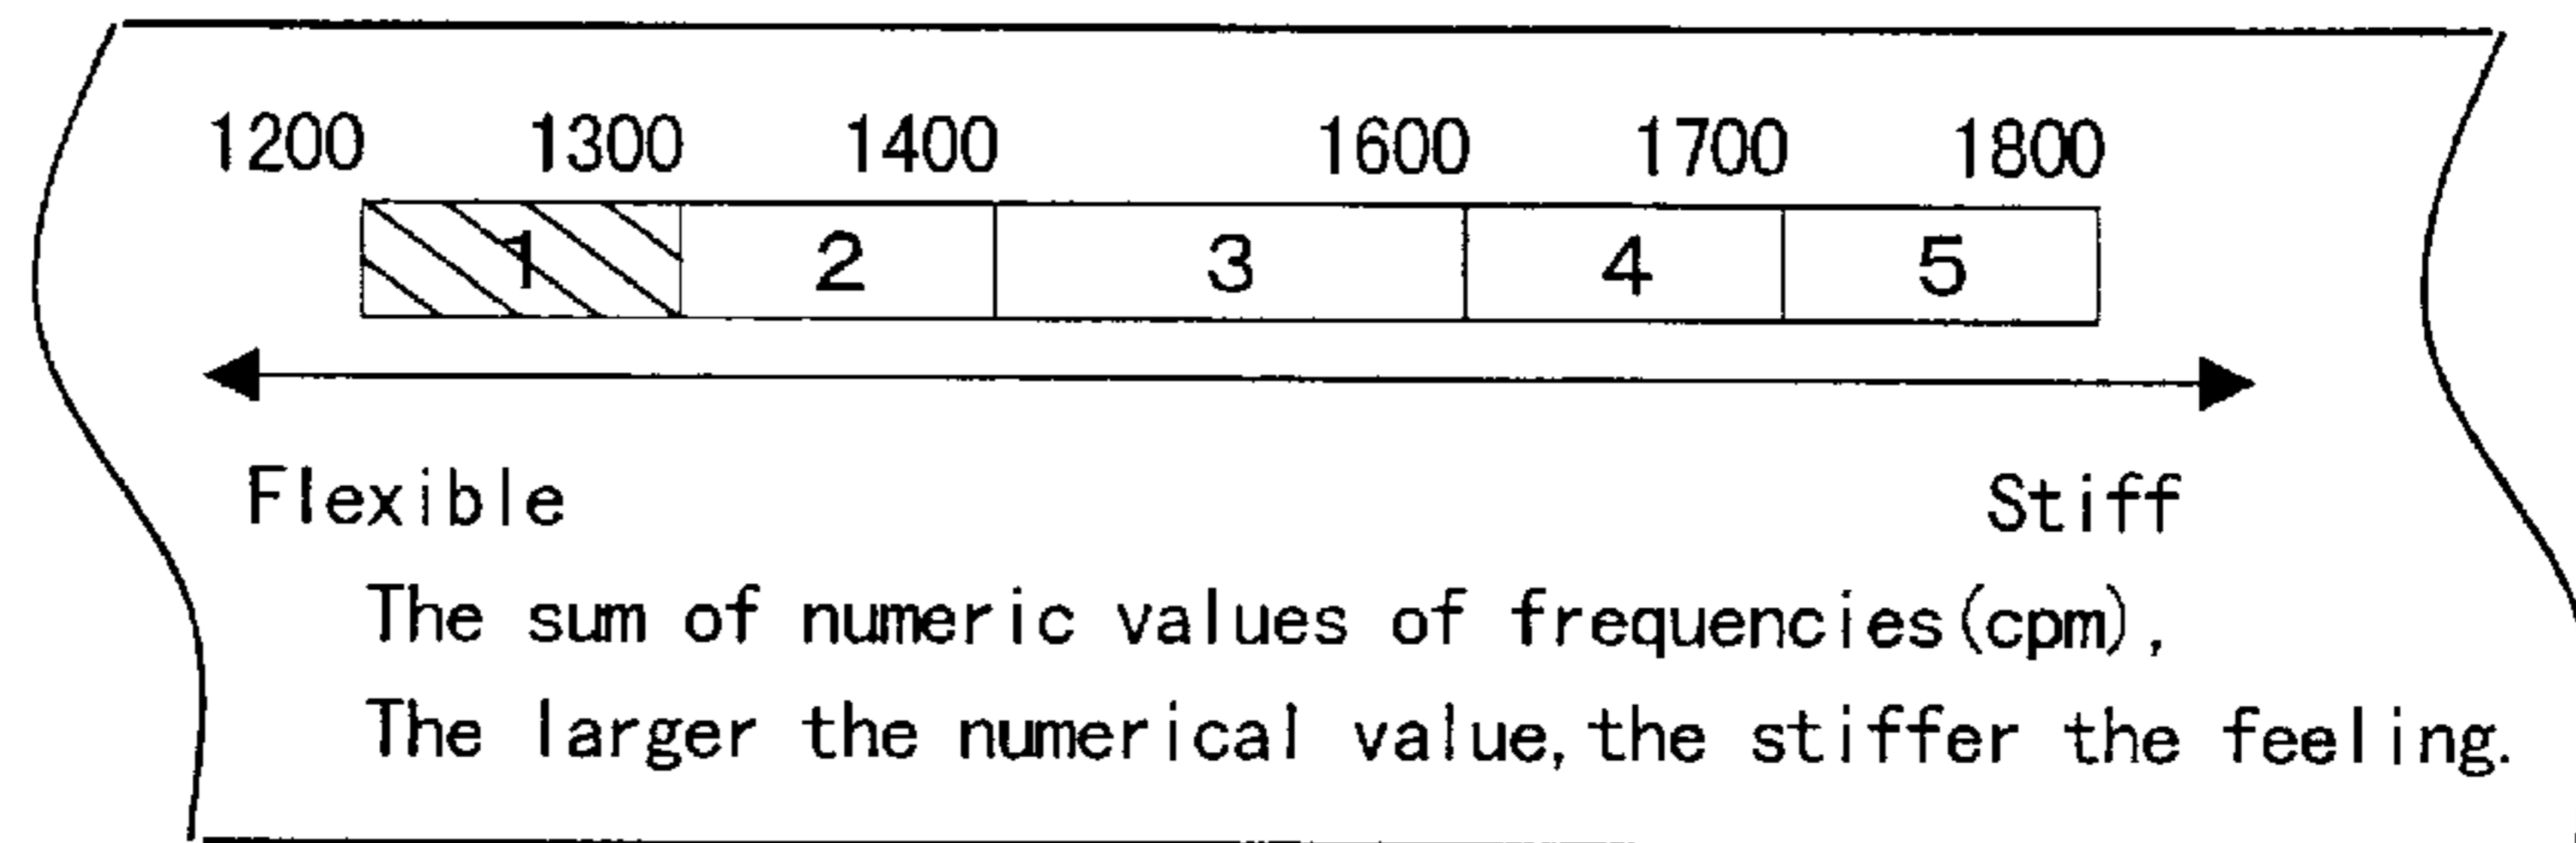 1200 1300 1400 1600 1700 1800
1 2 3 4 5
Flexible Stiff
The sum of numeric values of frequencies(cpm),
The larger the numerical value,the stiffer the feeling.